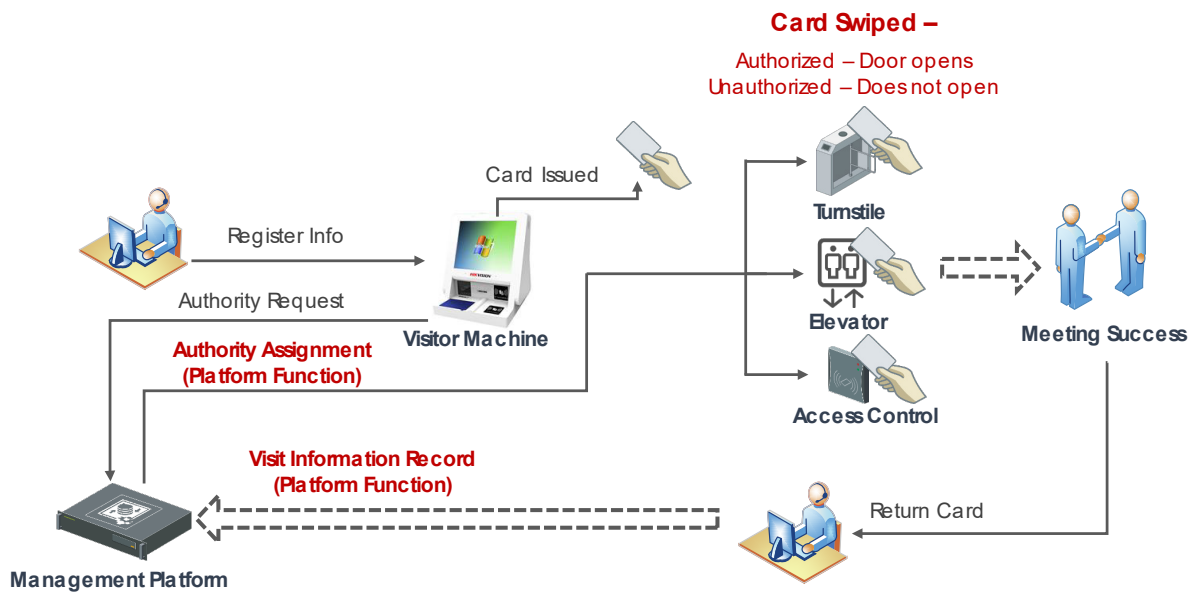 Card Swiped –
Authorized – Door opens
Unauthorized – Does not open
Card Issued
Turnstile
Register Info
HIKVISION
Authority Request
Visitor Machine
Elevator
Meeting Success
Authority Assignment
(Platform Function)
Access Control
Visit Information Record
(Platform Function)
Return Card
Management Platform